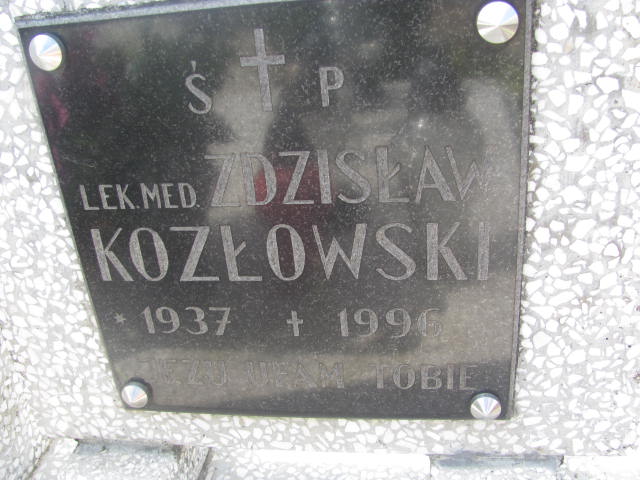 Ś P
LEK. MED. ZDZISŁAW
KOZŁOWSKI
* 1937 † 1996
JEZU UFAM TOBIE